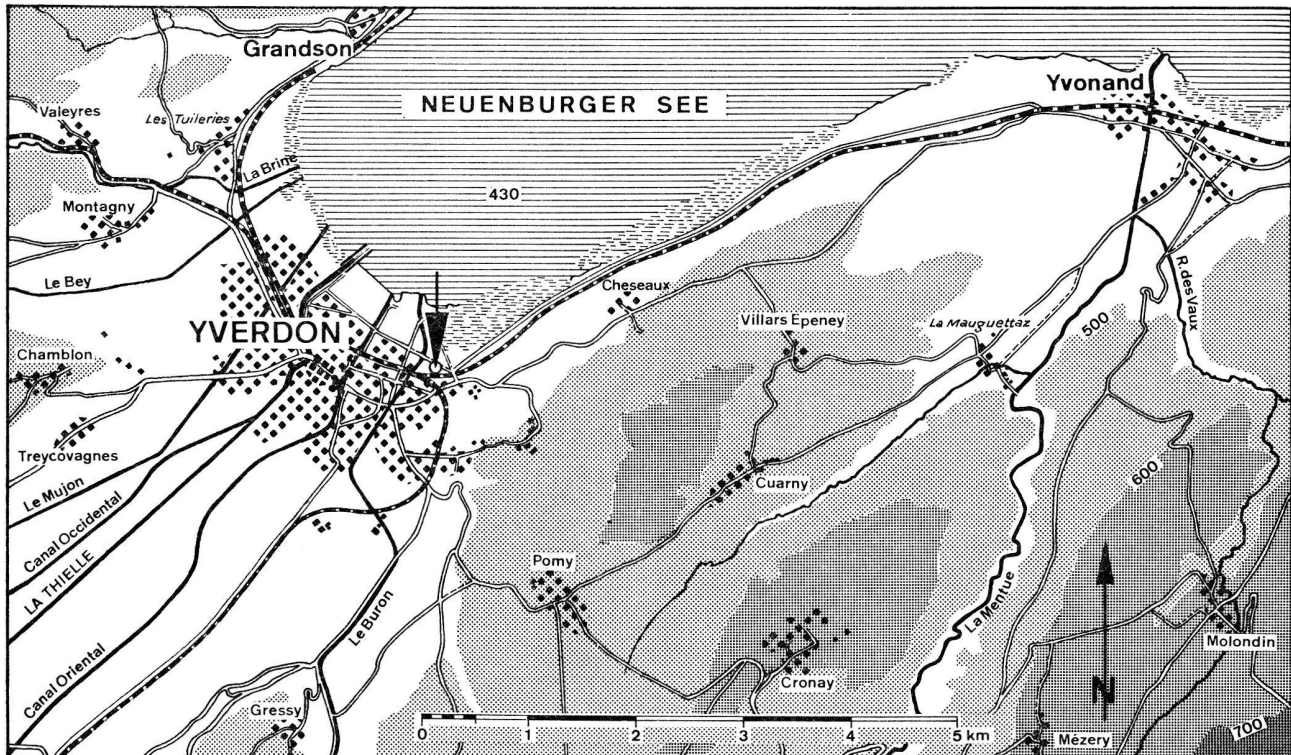 Grandson
Yvonand
NEUENBURGER SEE
Valeyres
Les Tuileries
La Brine
430
Montagny
Le Bey
R.des Vaux
Cheseaux
YVERDON
Villars Epeney
La Mauguettaz
500
Chamblon
Treycovagnes
Cuarny
600
Le Mujon
Canal Occidental
Pomy
LA THIELLE
Le Buron
La Mentue
Molondin
Canal Oriental
Cronay
N
Gressy
0 1 2 3 4 5 km
Mézery
700